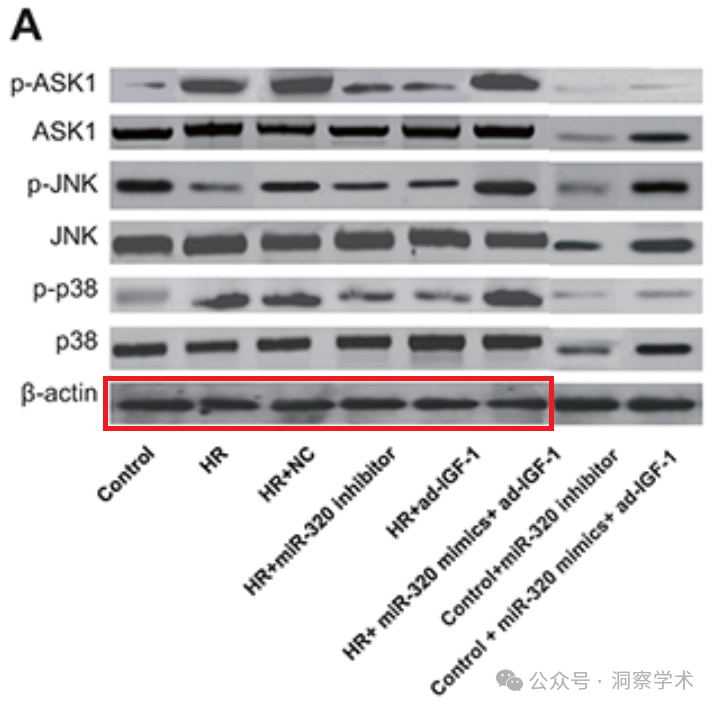 A
p-ASK1
ASK1
p-JNK
JNK
p-p38
p38
β-actin
Control
HR
HR+NC
HR+miR-320 inhibitor
HR+ad-IGF-1
HR+ miR-320 mimics+ ad-IGF-1
Control+miR-320 inhibitor
Control + miR-320 mimics+ ad-IGF-1
公众号 · 洞察学术